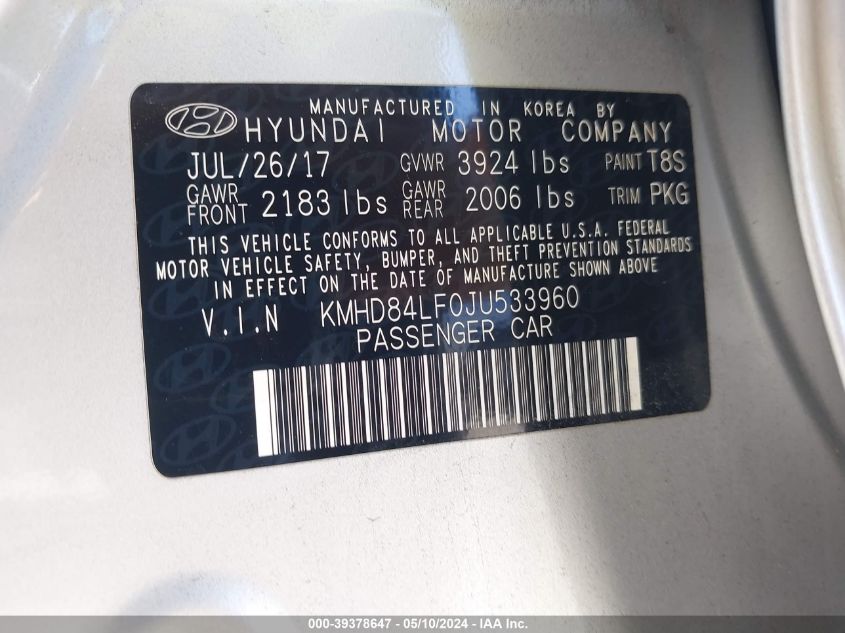 MANUFACTURED IN KOREA BY
HYUNDAI MOTOR COMPANY
JUL/26/17 GVWR 3924 lbs PAINT T8S
GAWR FRONT 2183 lbs GAWR REAR 2006 lbs TRIM PKG
THIS VEHICLE CONFORMS TO ALL APPLICABLE U.S.A. FEDERAL
MOTOR VEHICLE SAFETY, BUMPER, AND THEFT PREVENTION STANDARDS
IN EFFECT ON THE DATE OF MANUFACTURE SHOWN ABOVE
V.I.N KMHD84LF0JU533960
PASSENGER CAR
000-39378647 - 05/10/2024 - IAA Inc.